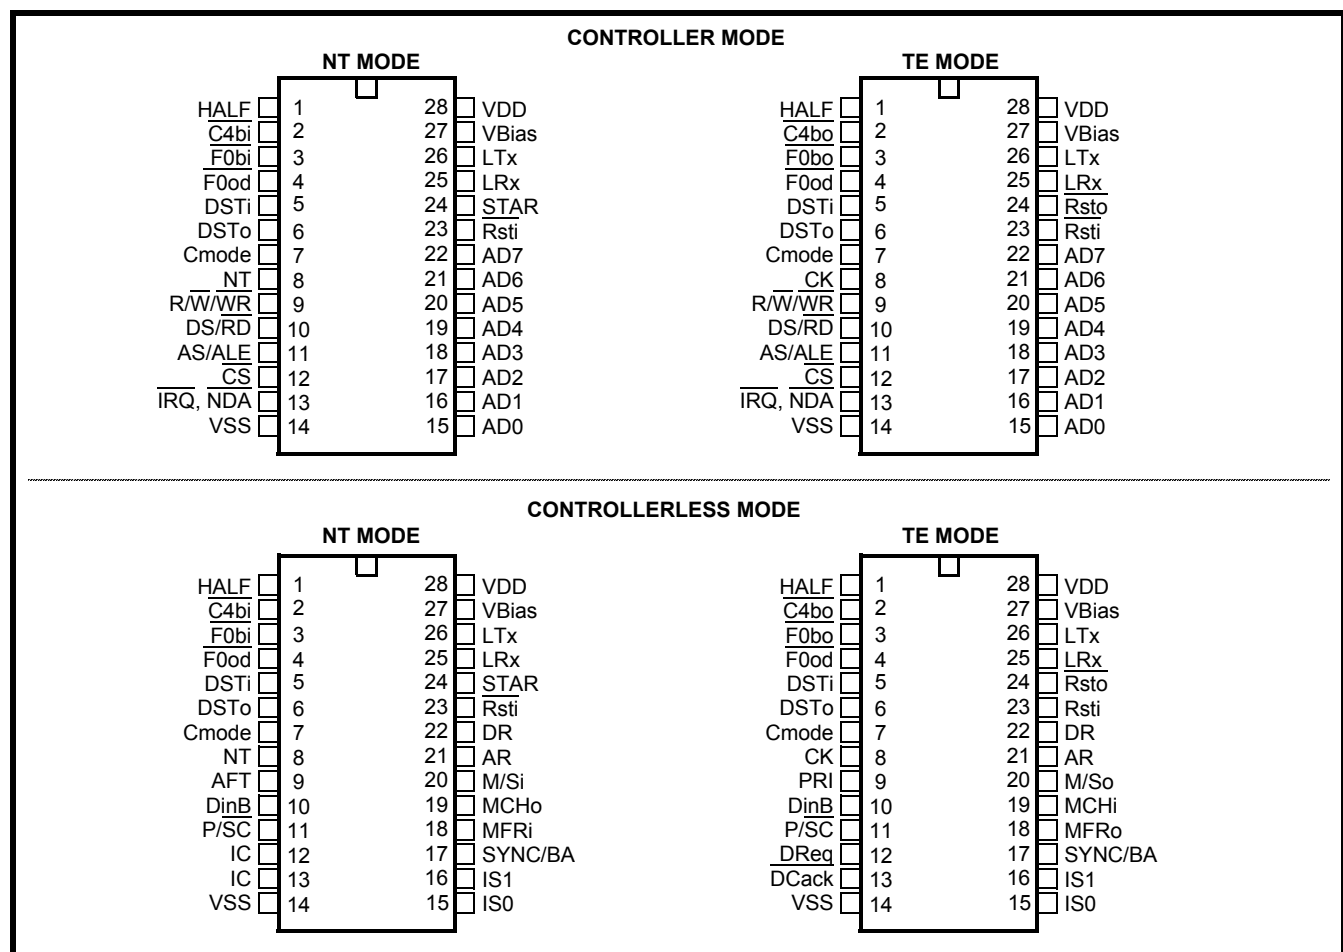 CONTROLLER MODE
NT MODE
HALF 1 28 VDD
C4bi 2 27 VBias
F0bi 3 26 LTx
F0od 4 25 LRx
DSTi 5 24 STAR
DSTo 6 23 Rsti
Cmode 7 22 AD7
NT 8 21 AD6
R/W/WR 9 20 AD5
DS/RD 10 19 AD4
AS/ALE 11 18 AD3
CS 12 17 AD2
IRQ, NDA 13 16 AD1
VSS 14 15 AD0
TE MODE
HALF 1 28 VDD
C4bo 2 27 VBias
F0bo 3 26 LTx
F0od 4 25 LRx
DSTi 5 24 Rsto
DSTo 6 23 Rsti
Cmode 7 22 AD7
CK 8 21 AD6
R/W/WR 9 20 AD5
DS/RD 10 19 AD4
AS/ALE 11 18 AD3
CS 12 17 AD2
IRQ, NDA 13 16 AD1
VSS 14 15 AD0
CONTROLLERLESS MODE
NT MODE
HALF 1 28 VDD
C4bi 2 27 VBias
F0bi 3 26 LTx
F0od 4 25 LRx
DSTi 5 24 STAR
DSTo 6 23 Rsti
Cmode 7 22 DR
NT 8 21 AR
AFT 9 20 M/Si
DinB 10 19 MCHo
P/SC 11 18 MFRi
IC 12 17 SYNC/BA
IC 13 16 IS1
VSS 14 15 IS0
TE MODE
HALF 1 28 VDD
C4bo 2 27 VBias
F0bo 3 26 LTx
F0od 4 25 LRx
DSTi 5 24 Rsto
DSTo 6 23 Rsti
Cmode 7 22 DR
CK 8 21 AR
PRI 9 20 M/So
DinB 10 19 MCHi
P/SC 11 18 MFRo
DReq 12 17 SYNC/BA
DCack 13 16 IS1
VSS 14 15 IS0